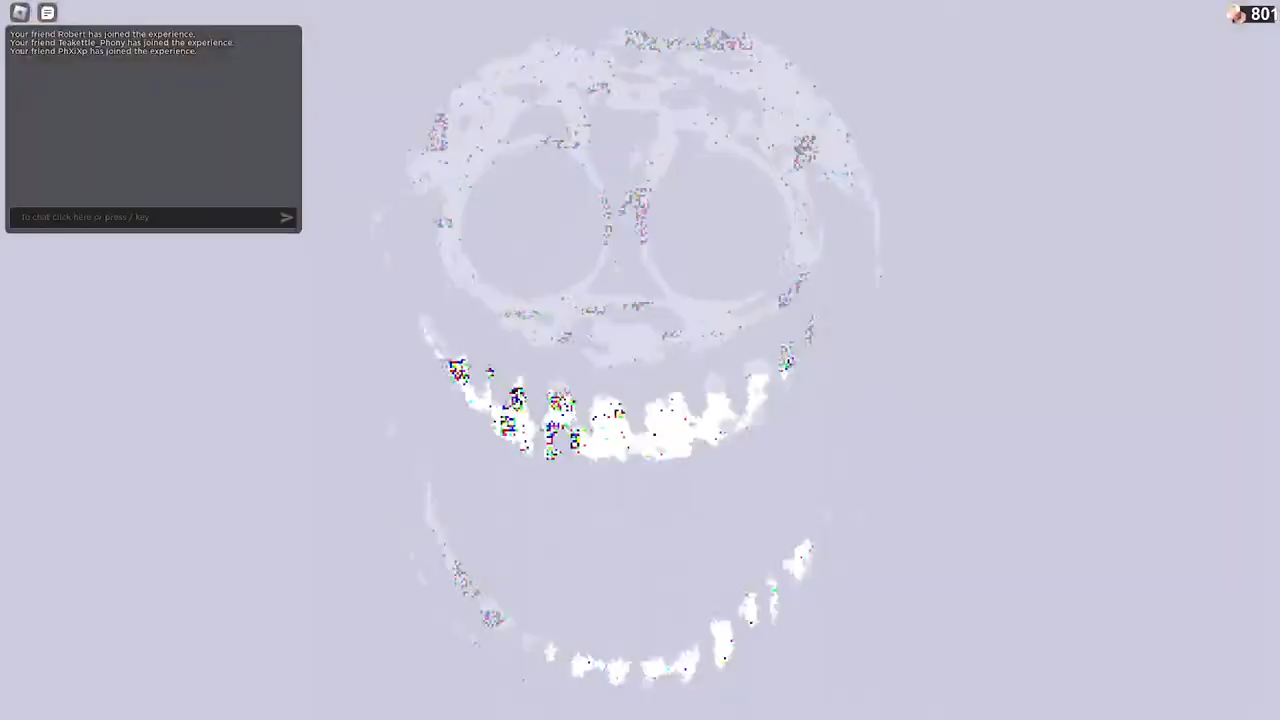 Your friend Robert has joined the experience.
Your friend Teakettle_Phony has joined the experience.
Your friend PhXiXp has joined the experience.
To chat click here or press / key
801